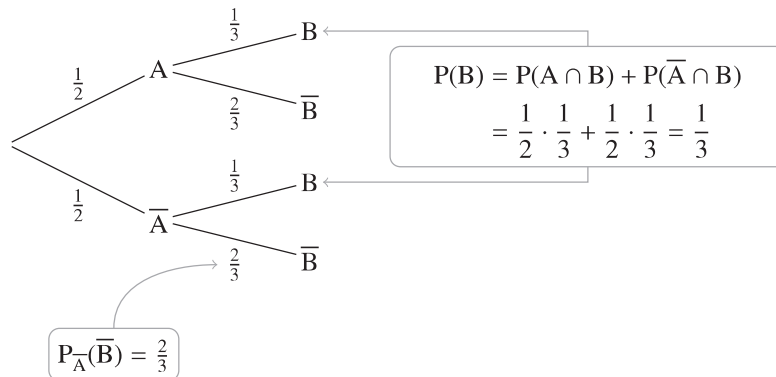 1/3
B
1/2
A
2/3
B̅
P(B) = P(A ∩ B) + P(A̅ ∩ B)
= 1/2 · 1/3 + 1/2 · 1/3 = 1/3
1/2
A̅
1/3
B
2/3
B̅
P_A̅(B̅) = 2/3